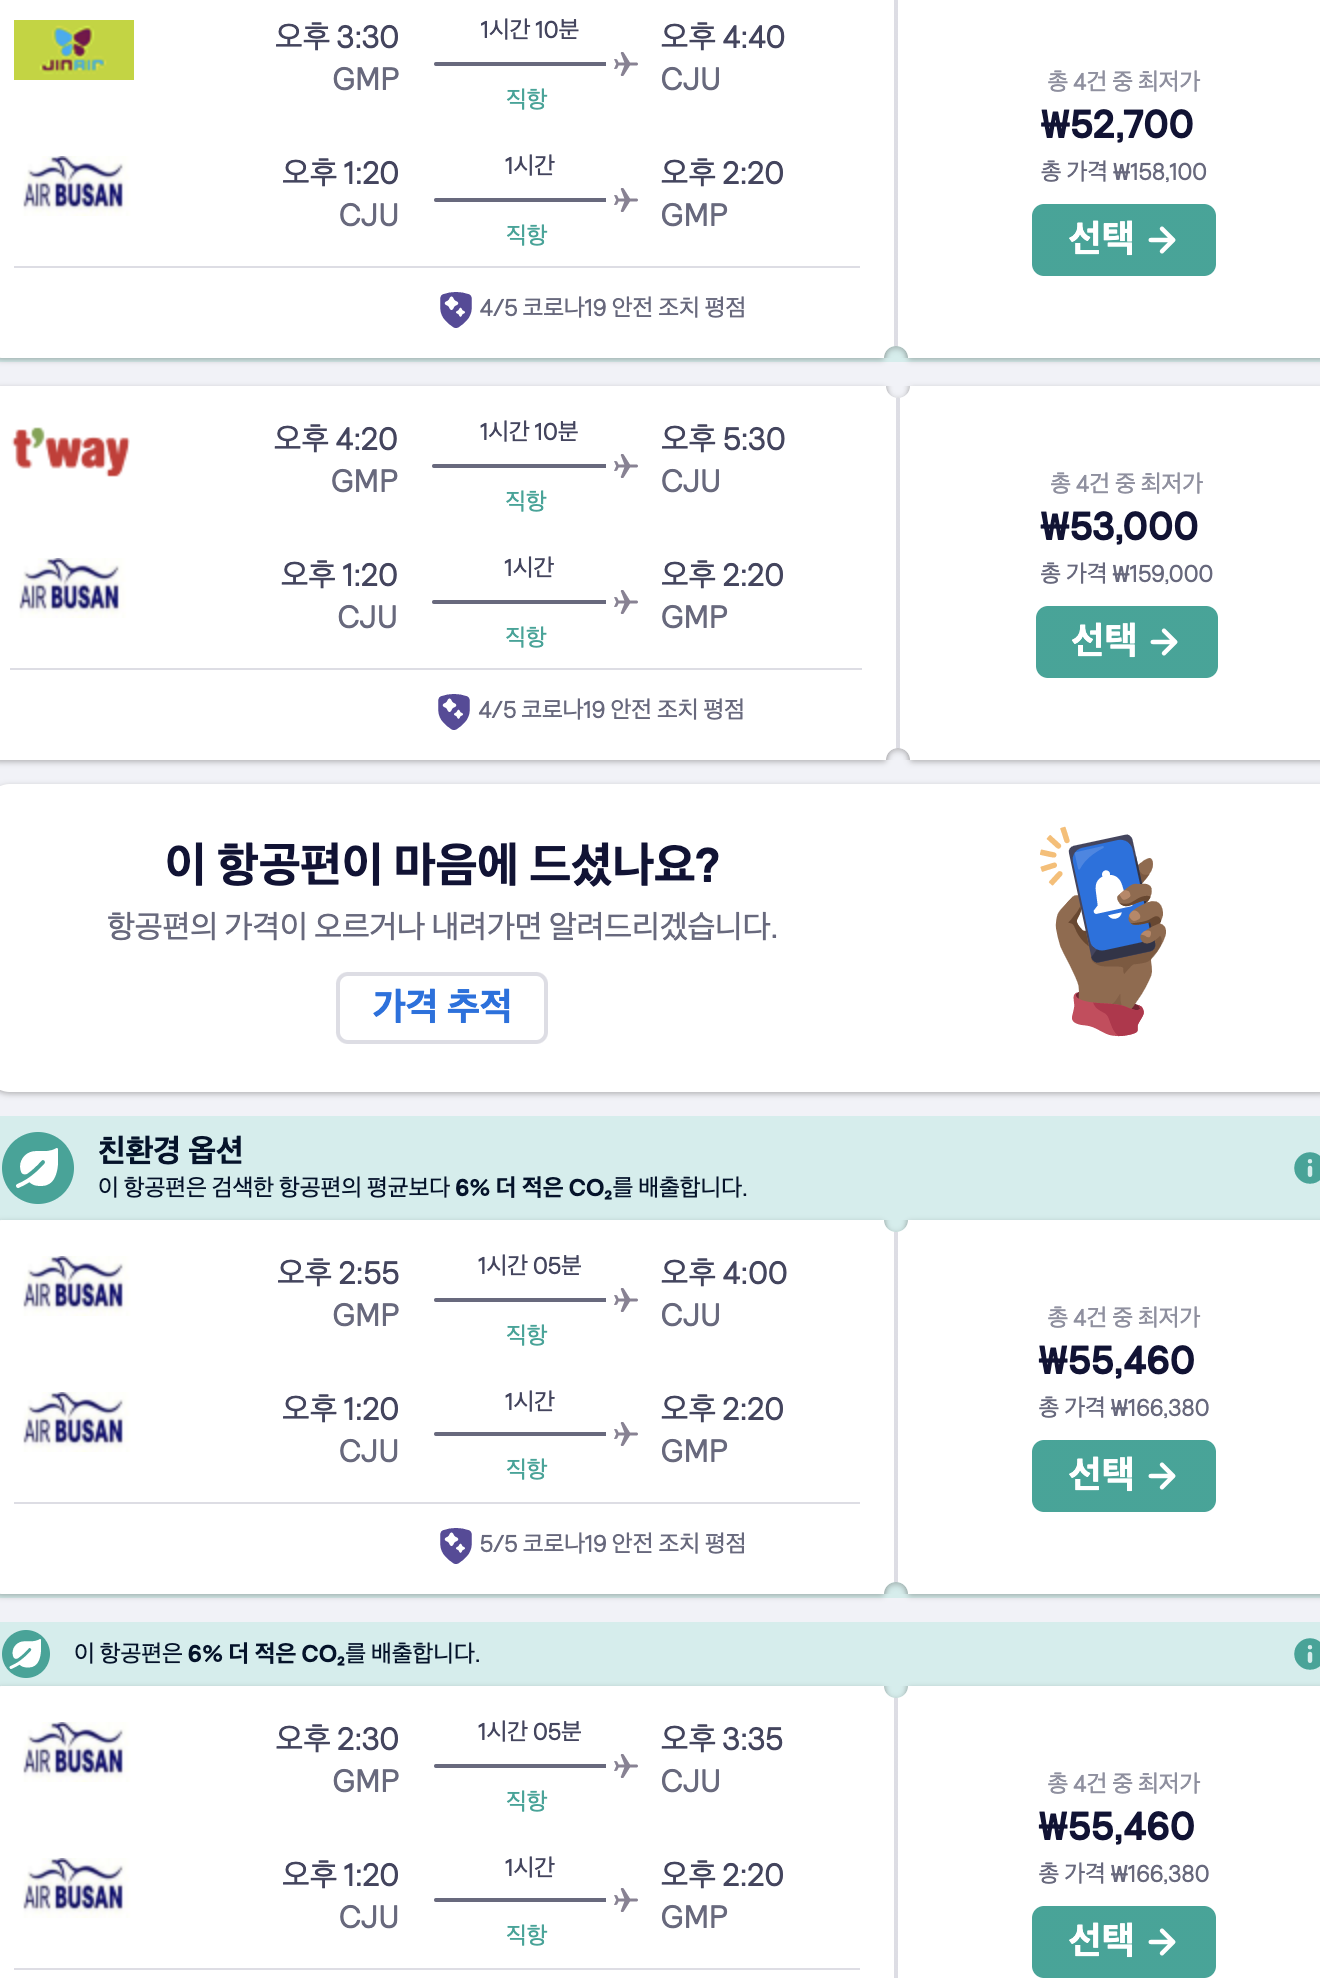 JINAIR
오후 3:30
1시간 10분
오후 4:40
GMP
직항
CJU
AIR BUSAN
오후 1:20
1시간
오후 2:20
CJU
직항
GMP
4/5 코로나19 안전 조치 평점
총 4건 중 최저가
₩52,700
총 가격 ₩158,100
선택
t'way
오후 4:20
1시간 10분
오후 5:30
GMP
직항
CJU
AIR BUSAN
오후 1:20
1시간
오후 2:20
CJU
직항
GMP
4/5 코로나19 안전 조치 평점
총 4건 중 최저가
₩53,000
총 가격 ₩159,000
선택
이 항공편이 마음에 드셨나요?
항공편의 가격이 오르거나 내려가면 알려드리겠습니다.
가격 추적
친환경 옵션
이 항공편은 검색한 항공편의 평균보다 6% 더 적은 CO₂를 배출합니다.
AIR BUSAN
오후 2:55
1시간 05분
오후 4:00
GMP
직항
CJU
AIR BUSAN
오후 1:20
1시간
오후 2:20
CJU
직항
GMP
5/5 코로나19 안전 조치 평점
총 4건 중 최저가
₩55,460
총 가격 ₩166,380
선택
이 항공편은 6% 더 적은 CO₂를 배출합니다.
AIR BUSAN
오후 2:30
1시간 05분
오후 3:35
GMP
직항
CJU
AIR BUSAN
오후 1:20
1시간
오후 2:20
CJU
직항
GMP
총 4건 중 최저가
₩55,460
총 가격 ₩166,380
선택